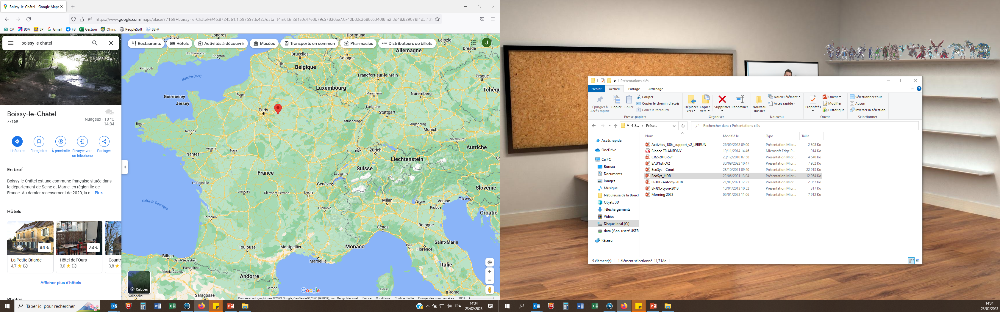 Boissy-le-Châtel - Google Maps
https://www.google.com/maps/place/77169+Boissy-le-Châtel/@46.8724561,1.597597,6.42z/data=!4m6!3m5!1s0x47e8b79c57830ae7:0x40b82c3688c6340!8m2!3d48.829078!4d3.13
CA BSA LP Gmail FB Gestion Ohiris PeopleSoft SEFA
boissy le chatel
Boissy-le-Châtel
77169
Nuageux · 10 °C
14:34
Itinéraires
Enregistrer
À proximité
Envoyer vers un téléphone
Partager
En bref
Boissy-le-Châtel est une commune française située dans
le département de Seine-et-Marne, en région Île-de-
France. Au dernier recensement de 2020, la c... Plus
Hôtels
84 €
78 €
La Petite Briarde
4,7
Hôtel de l'Ours
3,0
Countr
3,8
Afficher plus d'hôtels
Photos
Restaurants
Hôtels
Activités à découvrir
Musées
Transports en commun
Pharmacies
Distributeurs de billets
J
Londres
Bristol
Southampton
Brighton
Plymouth
Manche (mer)
Guernesey
Jersey
Dortmund
Essen
Leipzig
Dresde
Allemagne
Bruxelles
Cologne
Lille
Belgique
Francfort-sur-le-Main
Prague
Luxembourg
Tchéqu
Rouen
Mannheim
Nuremberg
Paris
Karlsruhe
Stuttgart
Strasbourg
Brest
Rennes
Augsbourg
Munich
Salzbourg
Angers
Tours
Nantes
Bâle
Zurich
Autriche
Liechtenstein
France
Suisse
Lausanne
Genève
La Rochelle
Limoges
Clermont-Ferrand
Lyon
Slovénie
Golfe de Gascogne
Milan
Vérone
Venise
Trieste
Padoue
Grenoble
Croatie
Bordeaux
Gênes
Bologne
Toulouse
Montpellier
Monaco
Pise
Florence
Saint-Marin
Bilbao
Saint-Sébastien
Marseille
Pampelune
Vitoria-Gasteiz
Italie
Andorre
Gérone
Corse
Rome
Valladolid
Saragosse
Calques
Google
Données cartographiques ©2023 Google, GeoBasis-DE/BKG (©2009), Inst. Geogr. Nacional France Conditions Confidentialité Envoyer des commentaires 100 km
Taper ici pour rechercher
FRA
14:34
23/02/2023
Présentations clés
Fichier Accueil Partage Affichage
Épingler à Accès rapide
Copier
Coller
Couper
Copier le chemin d'accès
Coller le raccourci
Presse-papiers
Déplacer vers
Copier vers
Supprimer
Renommer
Organiser
Nouveau dossier
Nouvel élément
Accès rapide
Nouveau
Propriétés
Ouvrir
Modifier
Historique
Ouvrir
Sélectionner tout
Aucun
Inverser la sélection
Sélectionner
« 4-S... › Prése...
Rechercher dans : Présentations clés
Accès rapide
OneDrive
Ce PC
Bureau
Documents
Images
Musique
Nébuleuse de la Boucl
Objets 3D
Téléchargements
Vidéos
Disque local (C:)
data (\\an-users\USER
Réseau
Nom Modifié le Type Taille
Activites_180s_support_v2_LEBRUN 26/09/2022 09:00 Présentation Micr... 2 308 Ko
Bioacc TR ANTONY 19/11/2014 14:46 Microsoft Edge P... 914 Ko
CR2-2010-5vf 20/12/2010 07:58 Présentation Micr... 4 540 Ko
EAU'listicV2 30/09/2022 10:47 Présentation Micr... 7 952 Ko
EcoSys - Court 28/10/2021 09:40 Présentation Micr... 22 913 Ko
EcoSys_HDR 22/06/2021 13:04 Présentation Micr... 12 054 Ko
EI-JDL-Antony-2018 21/01/2021 12:25 Présentation Micr... 2 057 Ko
EI-JDL-Lyon-2013 10/04/2013 10:52 Présentation Micr... 317 Ko
Morning 2023 09/01/2023 11:06 Présentation Micr... 7 912 Ko
9 élément(s) 1 élément sélectionné 11,7 Mo
14:34
23/02/2023